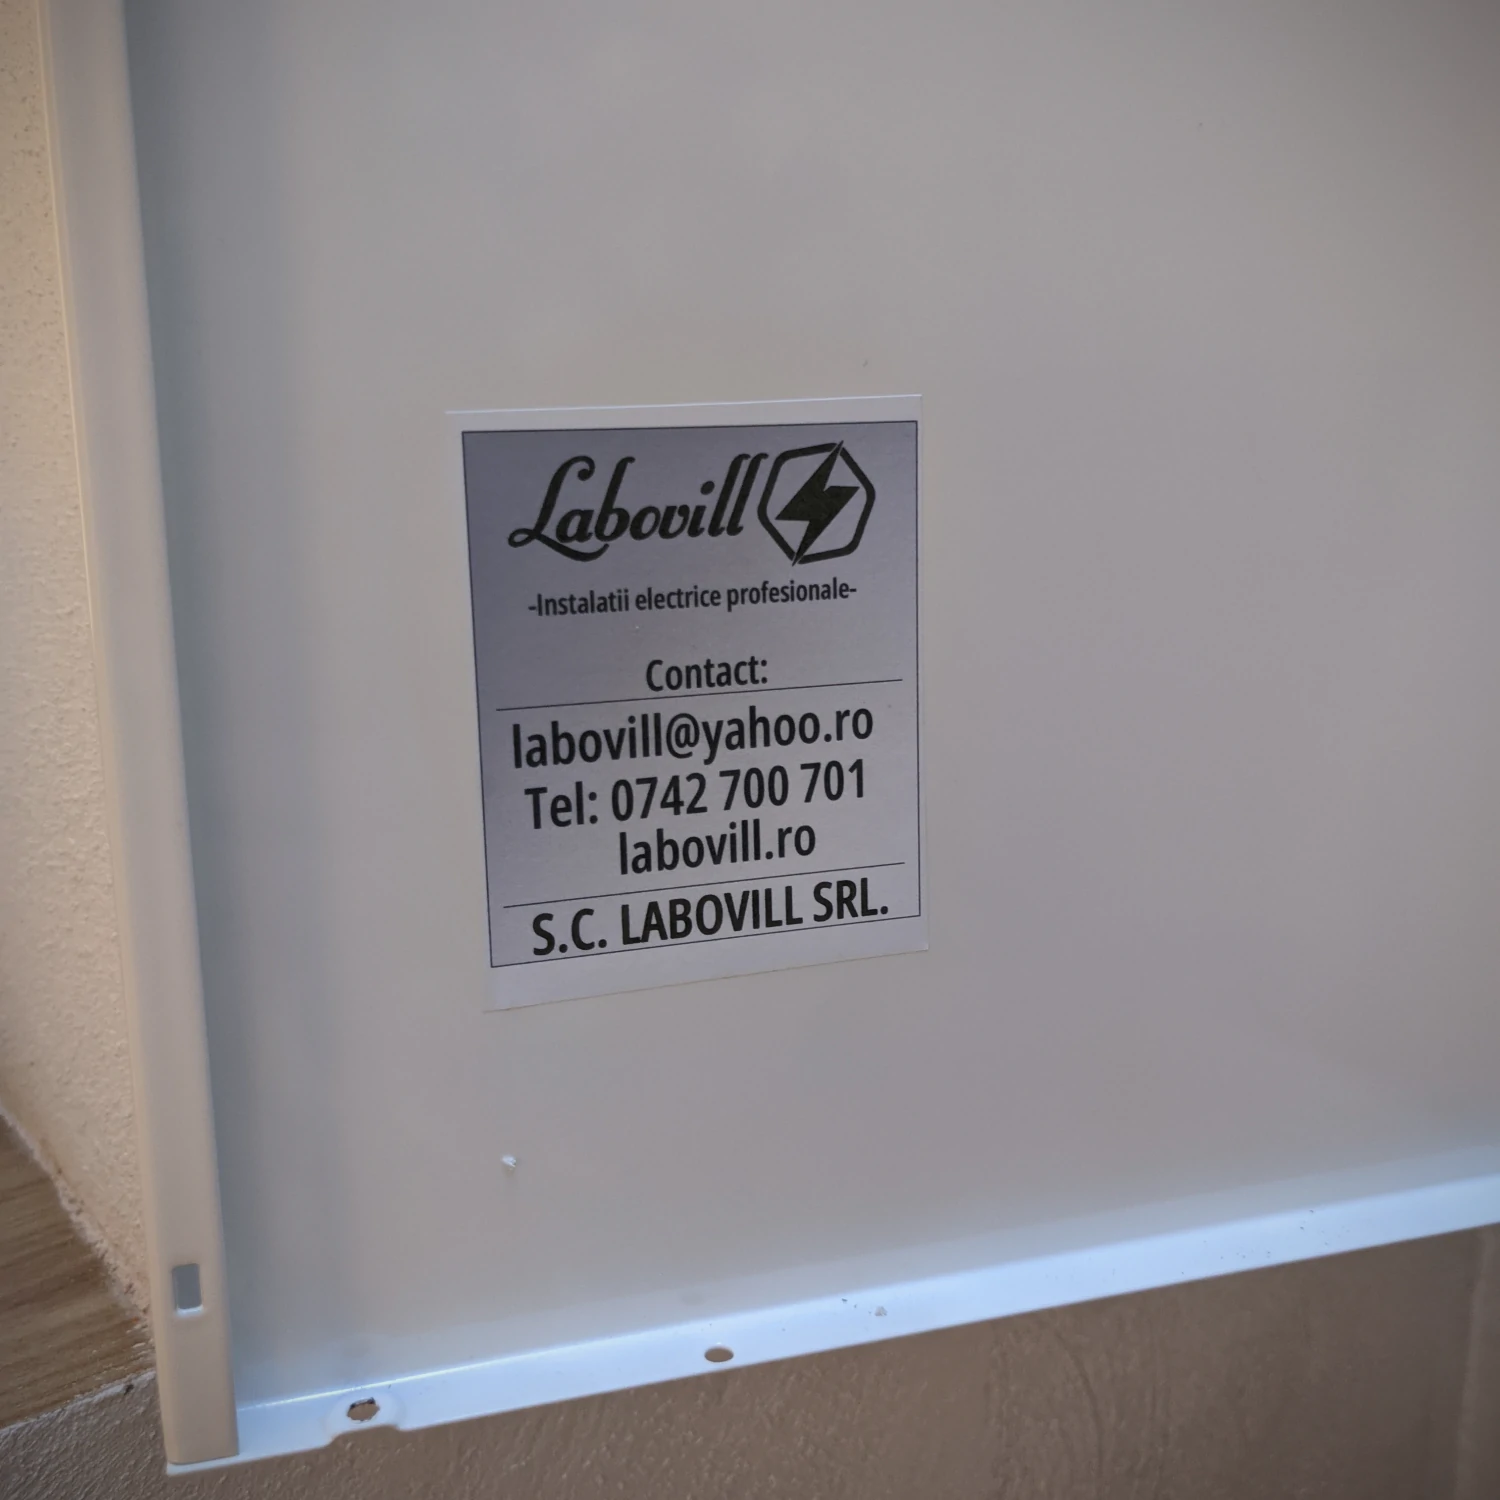 Labovill
-Instalatii electrice profesionale-
Contact:
labovill@yahoo.ro
Tel: 0742 700 701
labovill.ro
S.C. LABOVILL SRL.